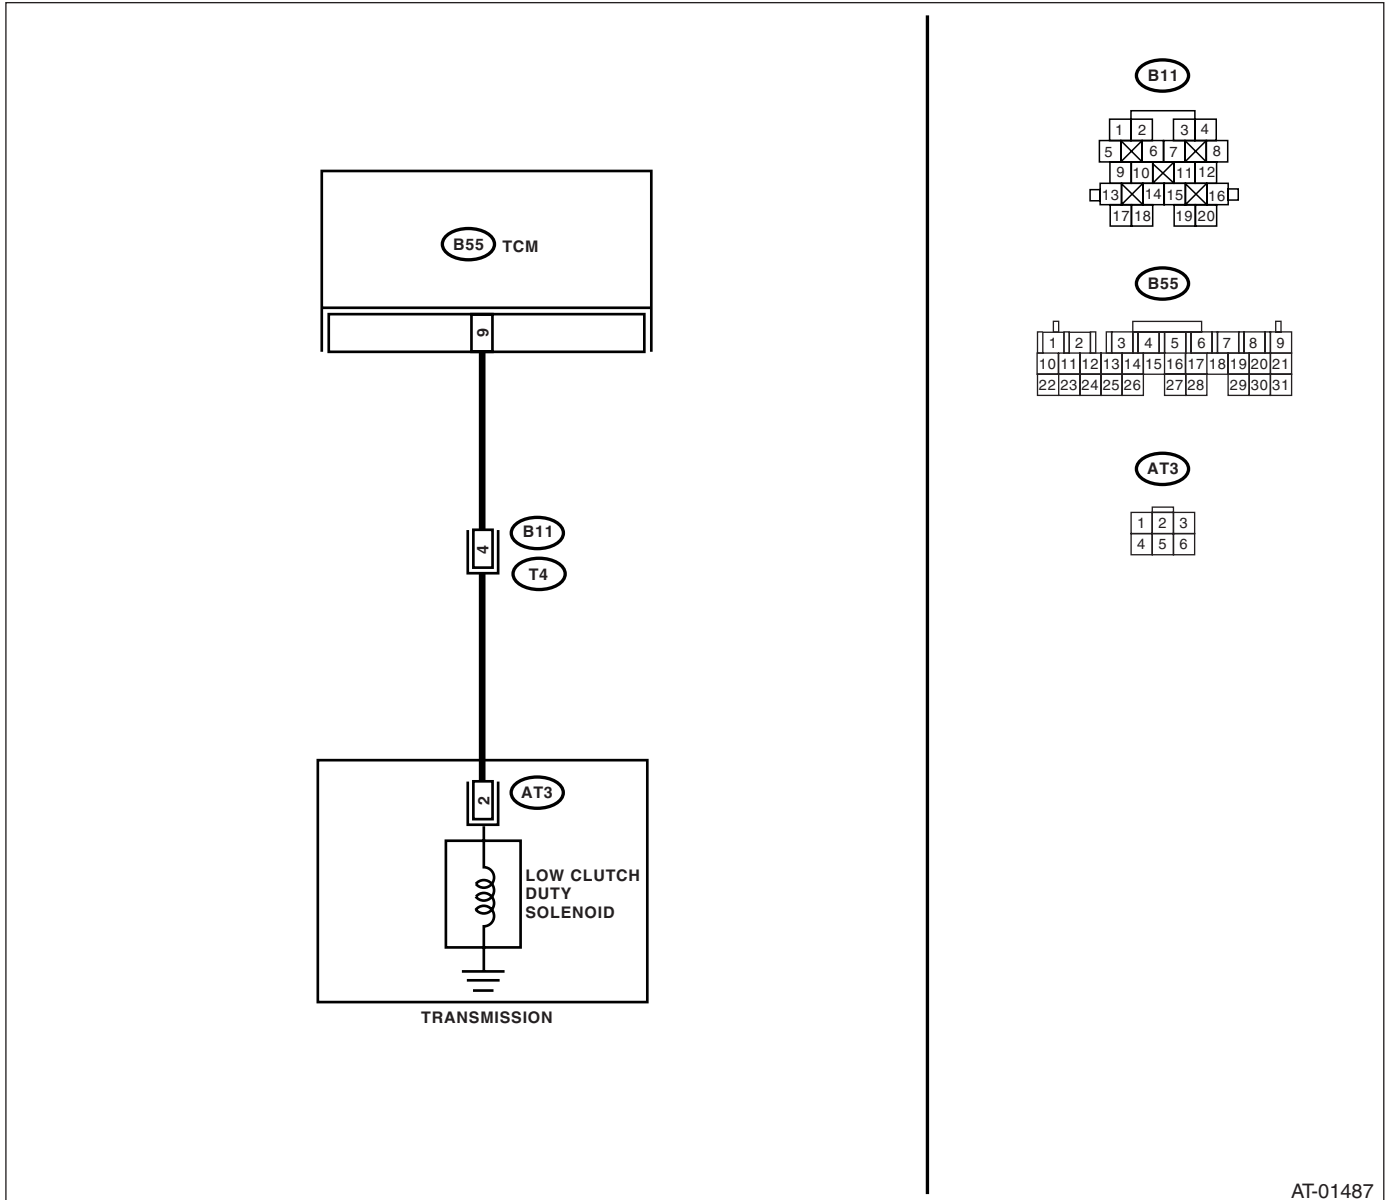 B55 TCM
9
4
B11
T4
2
AT3
LOW CLUTCH
DUTY
SOLENOID
TRANSMISSION
B11
1 2 3 4
5 6 7 8
9 10 11 12
13 14 15 16
17 18 19 20
B55
1 2 3 4 5 6 7 8 9
10 11 12 13 14 15 16 17 18 19 20 21
22 23 24 25 26 27 28 29 30 31
AT3
1 2 3
4 5 6
AT-01487